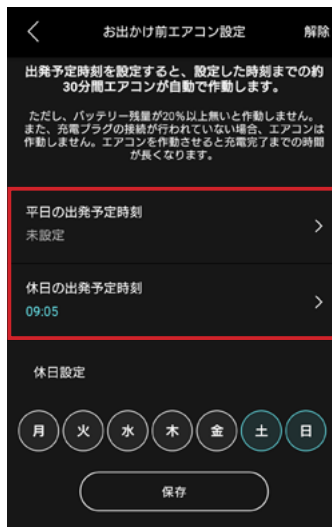 お出かけ前エアコン設定 解除
出発予定時刻を設定すると、設定した時刻までの約
30分間エアコンが自動で作動します。
ただし、バッテリー残量が20%以上無いと作動しません。
また、充電プラグの接続が行われていない場合、エアコンは
作動しません。エアコンを作動させると充電完了までの時間
が長くなります。
平日の出発予定時刻
未設定
休日の出発予定時刻
09:05
休日設定
月 火 水 木 金 土 日
保存